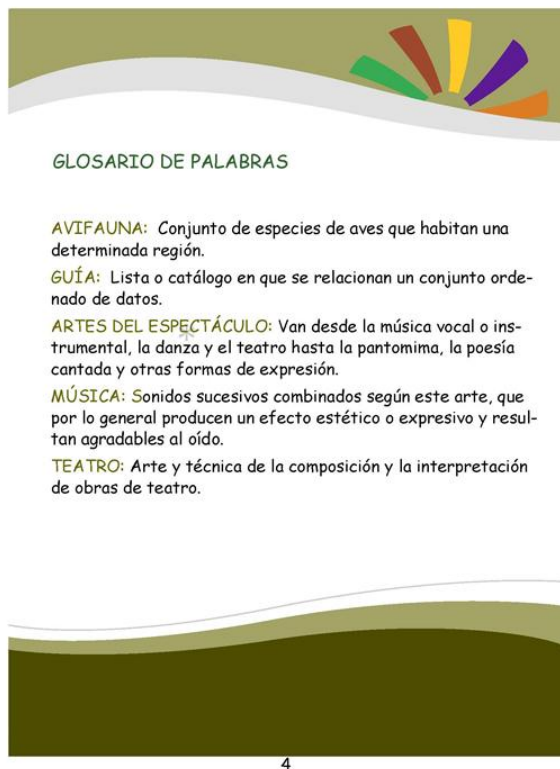 GLOSARIO DE PALABRAS
AVIFAUNA: Conjunto de especies de aves que habitan una
determinada región.
GUÍA: Lista o catálogo en que se relacionan un conjunto orde-
nado de datos.
ARTES DEL ESPECTÁCULO: Van desde la música vocal o ins-
trumental, la danza y el teatro hasta la pantomima, la poesía
cantada y otras formas de expresión.
MÚSICA: Sonidos sucesivos combinados según este arte, que
por lo general producen un efecto estético o expresivo y resul-
tan agradables al oído.
TEATRO: Arte y técnica de la composición y la interpretación
de obras de teatro.
4